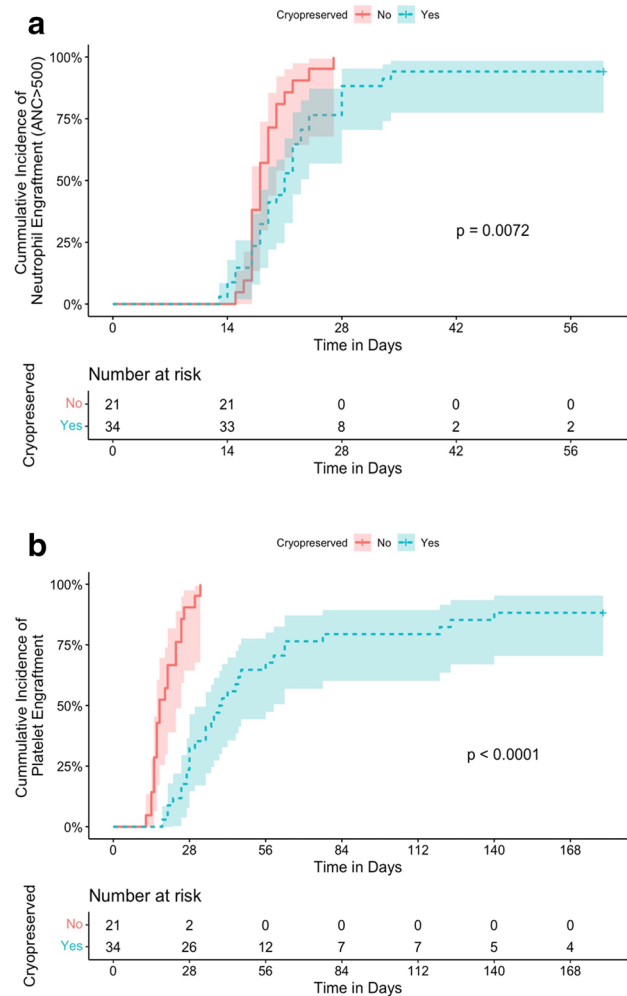 a
Cryopreserved No Yes
Cummulative Incidence of
Neutrophil Engraftment (ANC>500)
100%
75%
50%
25%
0%
p = 0.0072
0 14 28 42 56
Time in Days
Number at risk
Cryopreserved
No 21 21 0 0 0
Yes 34 33 8 2 2
0 14 28 42 56
Time in Days
b
Cryopreserved No Yes
Cummulative Incidence of
Platelet Engraftment
100%
75%
50%
25%
0%
p < 0.0001
0 28 56 84 112 140 168
Time in Days
Number at risk
Cryopreserved
No 21 2 0 0 0 0 0
Yes 34 26 12 7 7 5 4
0 28 56 84 112 140 168
Time in Days